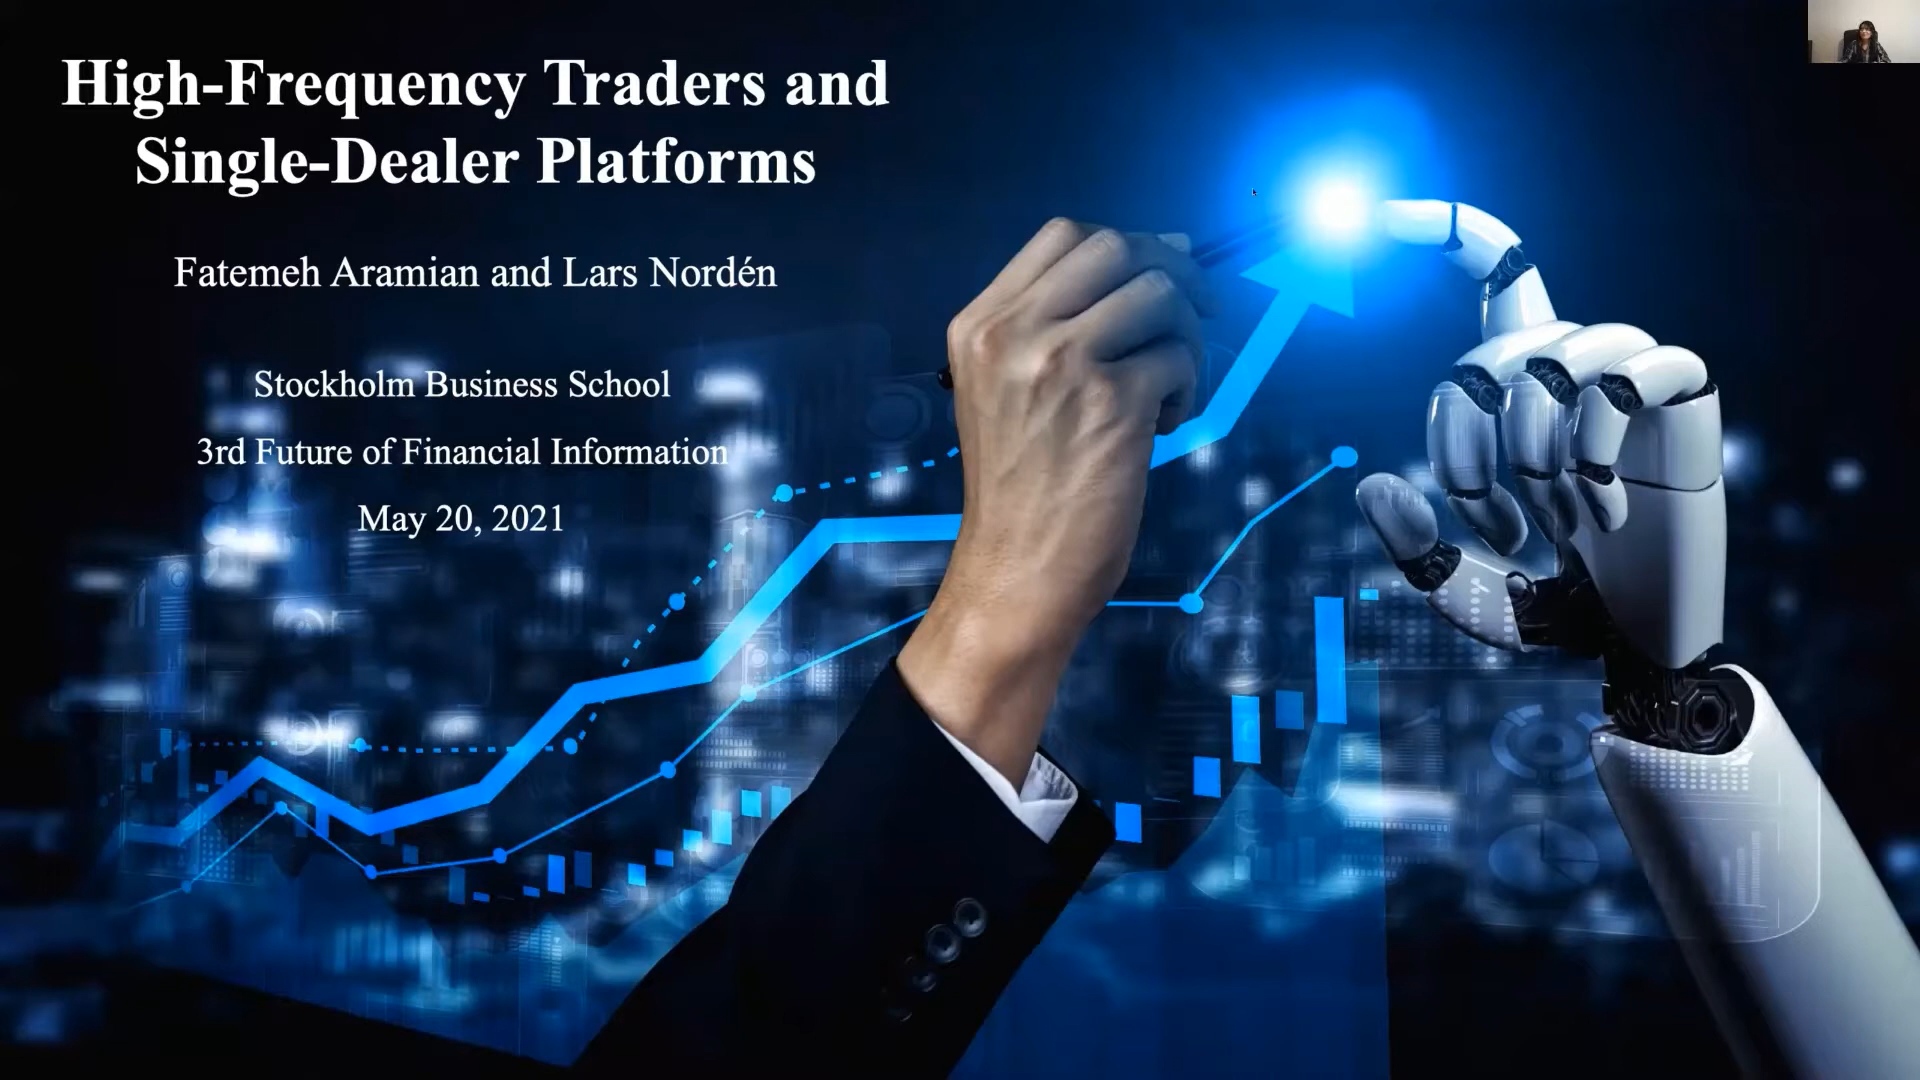 High-Frequency Traders and
Single-Dealer Platforms
Fatemeh Aramian and Lars Nordén
Stockholm Business School
3rd Future of Financial Information
May 20, 2021